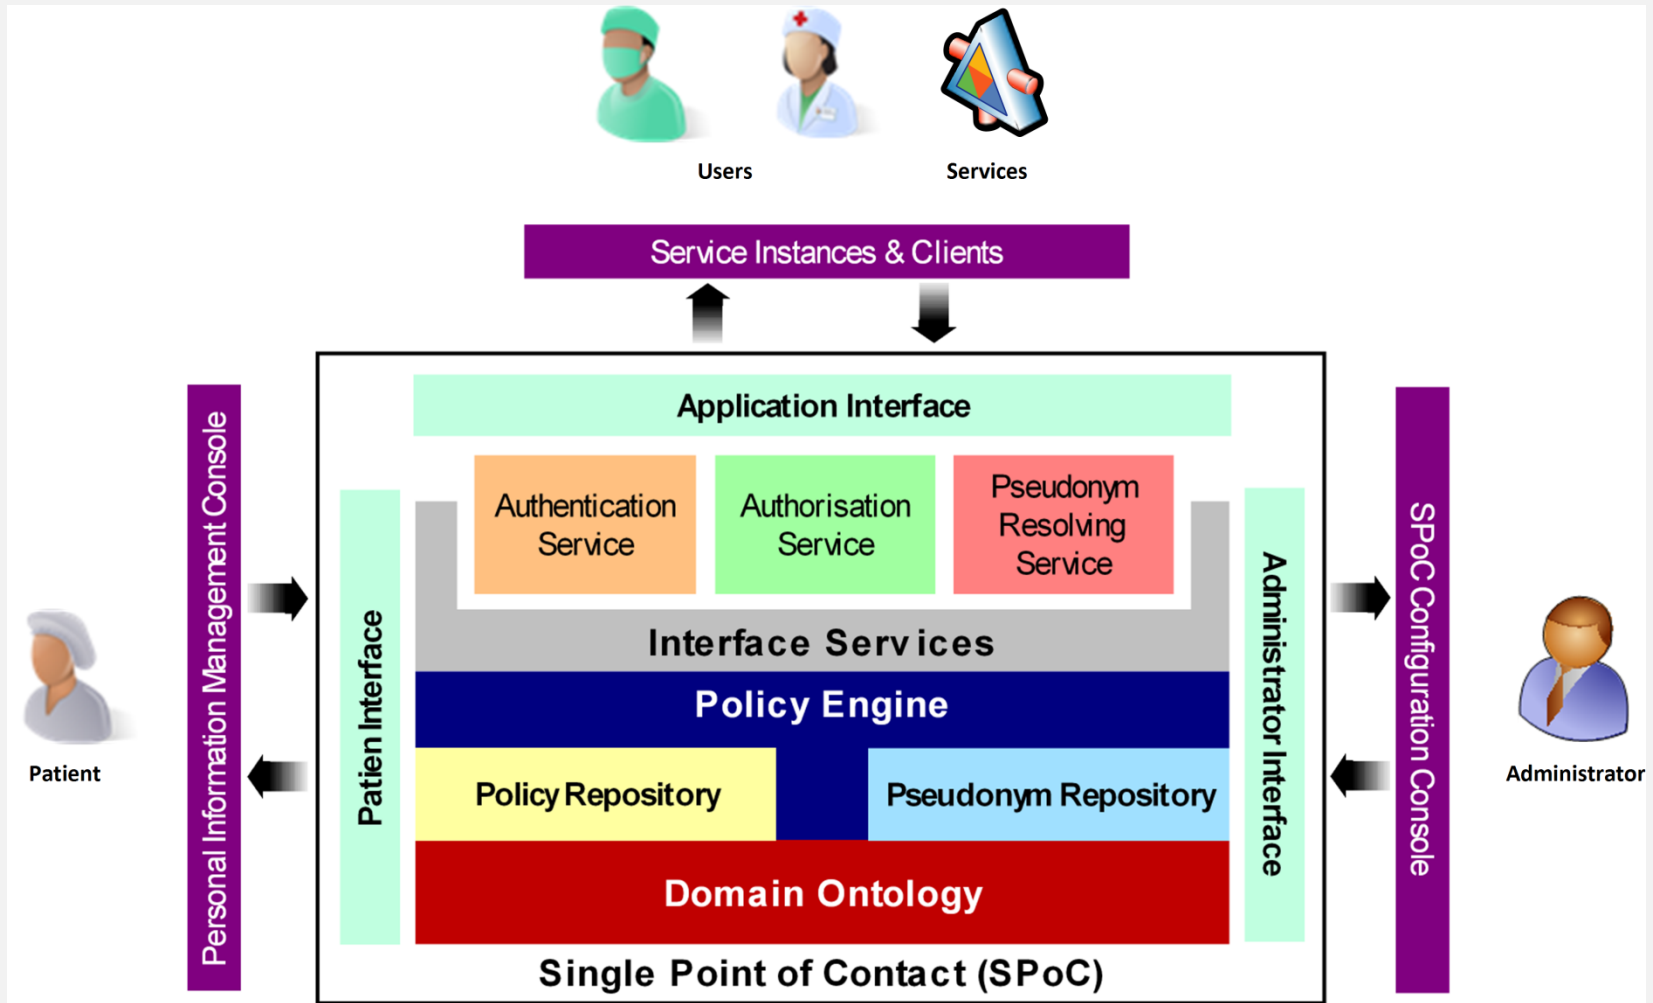 Users
Services
Service Instances & Clients
Application Interface
Authentication
Service
Authorisation
Service
Pseudonym
Resolving
Service
Personal Information Management Console
Patient Interface
Administrator Interface
SPoC Configuration Console
Interface Services
Policy Engine
Patient
Administrator
Policy Repository
Pseudonym Repository
Domain Ontology
Single Point of Contact (SPoC)